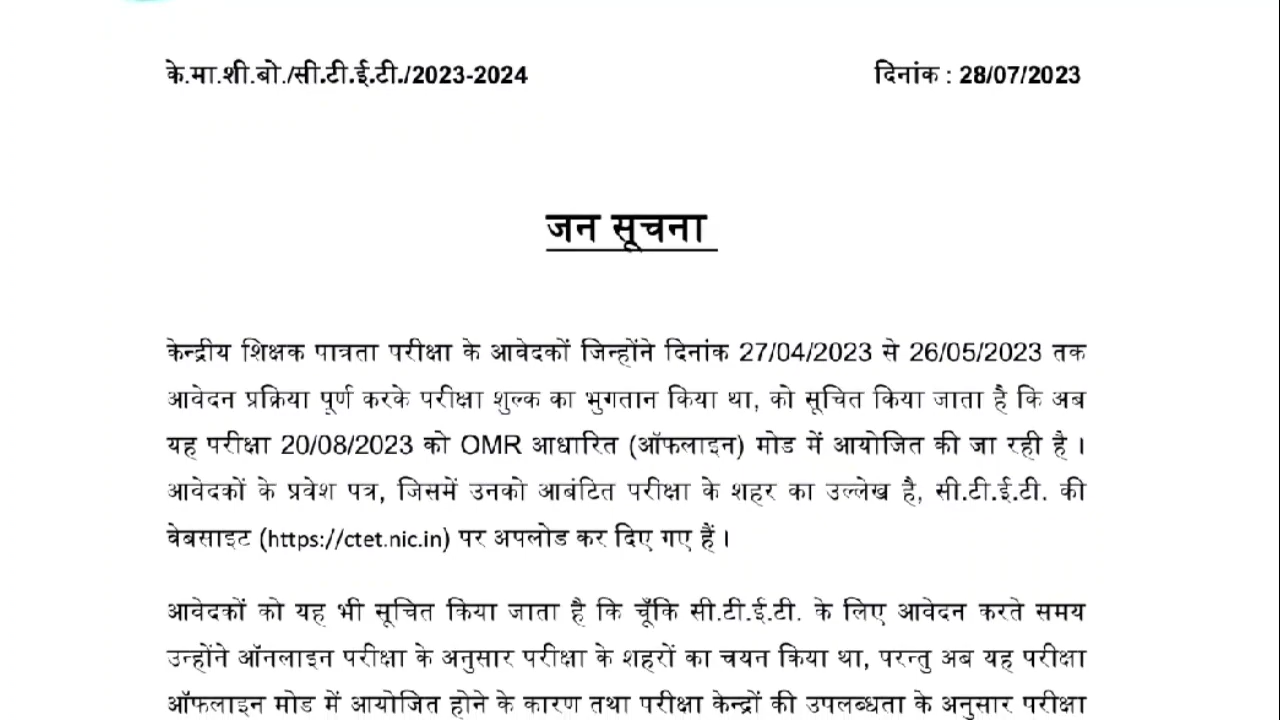 के.मा.शी.बो./सी.टी.ई.टी./2023-2024 दिनांक : 28/07/2023
जन सूचना
केन्द्रीय शिक्षक पात्रता परीक्षा के आवेदकों जिन्होंने दिनांक 27/04/2023 से 26/05/2023 तक
आवेदन प्रक्रिया पूर्ण करके परीक्षा शुल्क का भुगतान किया था, को सूचित किया जाता है कि अब
यह परीक्षा 20/08/2023 को OMR आधारित (ऑफलाइन) मोड में आयोजित की जा रही है ।
आवेदकों के प्रवेश पत्र, जिसमें उनको आबंटित परीक्षा के शहर का उल्लेख है, सी.टी.ई.टी. की
वेबसाइट (https://ctet.nic.in) पर अपलोड कर दिए गए हैं ।
आवेदकों को यह भी सूचित किया जाता है कि चूँकि सी.टी.ई.टी. के लिए आवेदन करते समय
उन्होंने ऑनलाइन परीक्षा के अनुसार परीक्षा के शहरों का चयन किया था, परन्तु अब यह परीक्षा
ऑफलाइन मोड में आयोजित होने के कारण तथा परीक्षा केन्द्रों की उपलब्धता के अनुसार परीक्षा